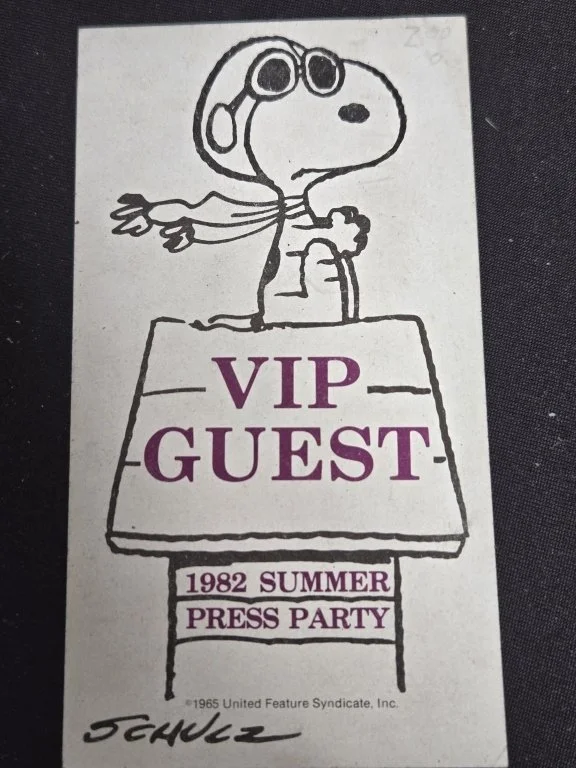 VIP
GUEST
1982 SUMMER
PRESS PARTY
©1965 United Feature Syndicate, Inc.
SCHULZ